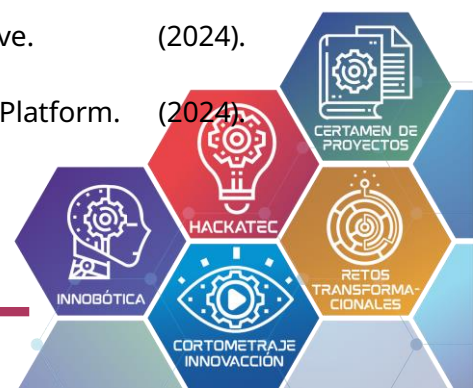 ve. (2024).
Platform. (2024).
CERTAMEN DE
PROYECTOS
HACKATEC
INNOBÓTICA
RETOS
TRANSFORMA-
CIONALES
CORTOMETRAJE
INNOVACCIÓN